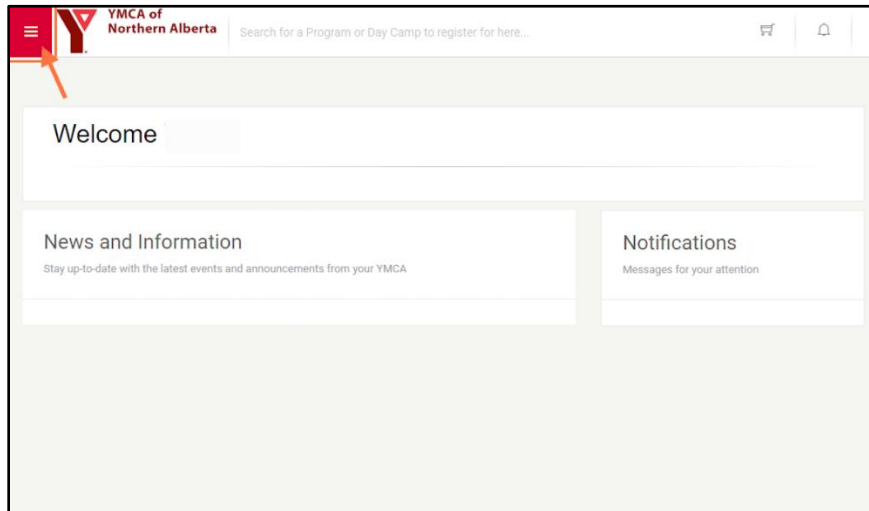 YMCA of
Northern Alberta
Search for a Program or Day Camp to register for here...
Welcome
News and Information
Stay up-to-date with the latest events and announcements from your YMCA
Notifications
Messages for your attention